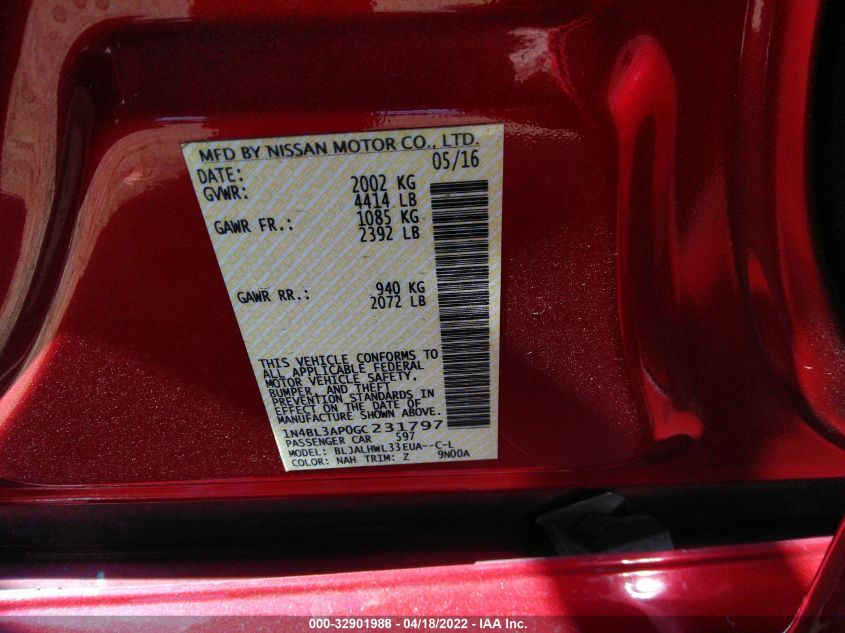 MFD BY NISSAN MOTOR CO., LTD.
DATE: 05/16
GVWR: 2002 KG
4414 LB
GAWR FR.: 1085 KG
2392 LB
GAWR RR.: 940 KG
2072 LB
THIS VEHICLE CONFORMS TO
ALL APPLICABLE FEDERAL
MOTOR VEHICLE SAFETY,
BUMPER, AND THEFT
PREVENTION STANDARDS IN
EFFECT ON THE DATE OF
MANUFACTURE SHOWN ABOVE.
1N4BL3AP0GC231797
PASSENGER CAR 597
MODEL: BLJALHWL33EUA--C-L
COLOR: NAH TRIM: Z 9N00A
000-32901988 - 04/18/2022 - IAA Inc.